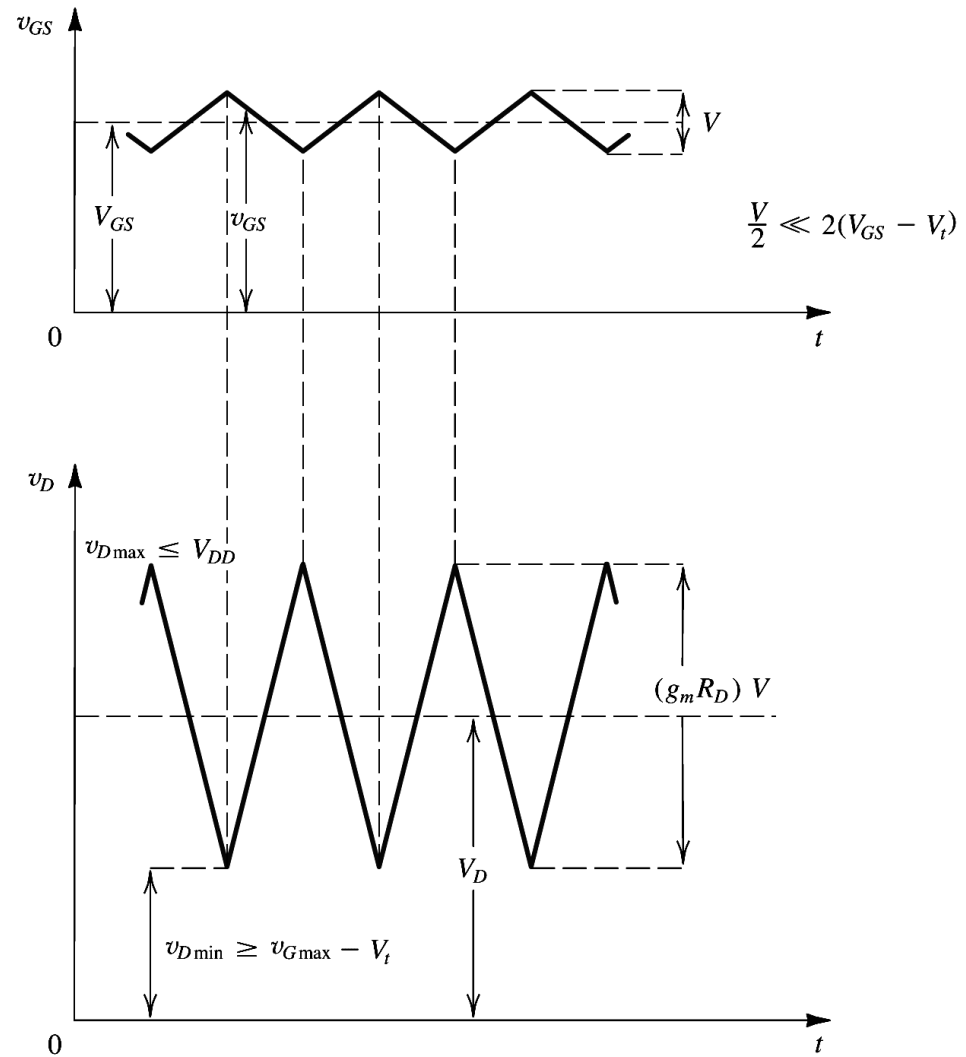 v_GS
V
V_GS
v_GS
V/2 ≪ 2(V_GS − V_t)
0
t
v_D
v_Dmax ≤ V_DD
(g_m R_D) V
V_D
v_Dmin ≥ v_Gmax − V_t
0
t